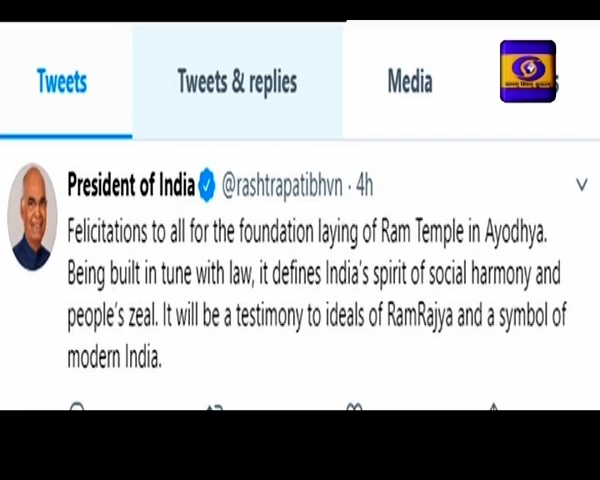 Tweets Tweets & replies Media
President of India @rashtrapatibhvn · 4h
Felicitations to all for the foundation laying of Ram Temple in Ayodhya.
Being built in tune with law, it defines India's spirit of social harmony and
people's zeal. It will be a testimony to ideals of RamRajya and a symbol of
modern India.